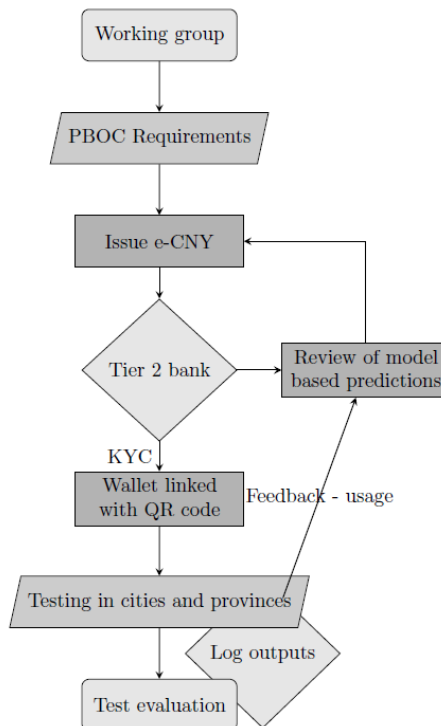 Working group
PBOC Requirements
Issue e-CNY
Tier 2 bank
Review of model
based predictions
KYC
Wallet linked
with QR code
Feedback - usage
Testing in cities and provinces
Log outputs
Test evaluation